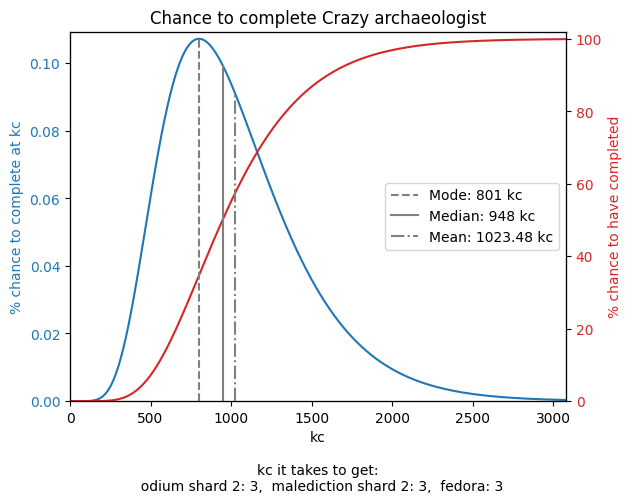 Chance to complete Crazy archaeologist
% chance to complete at kc
0.10
0.08
0.06
0.04
0.02
0.00
100
80
60
40
20
0
% chance to have completed
Mode: 801 kc
Median: 948 kc
Mean: 1023.48 kc
0 500 1000 1500 2000 2500 3000
kc
kc it takes to get:
odium shard 2: 3,  malediction shard 2: 3,  fedora: 3